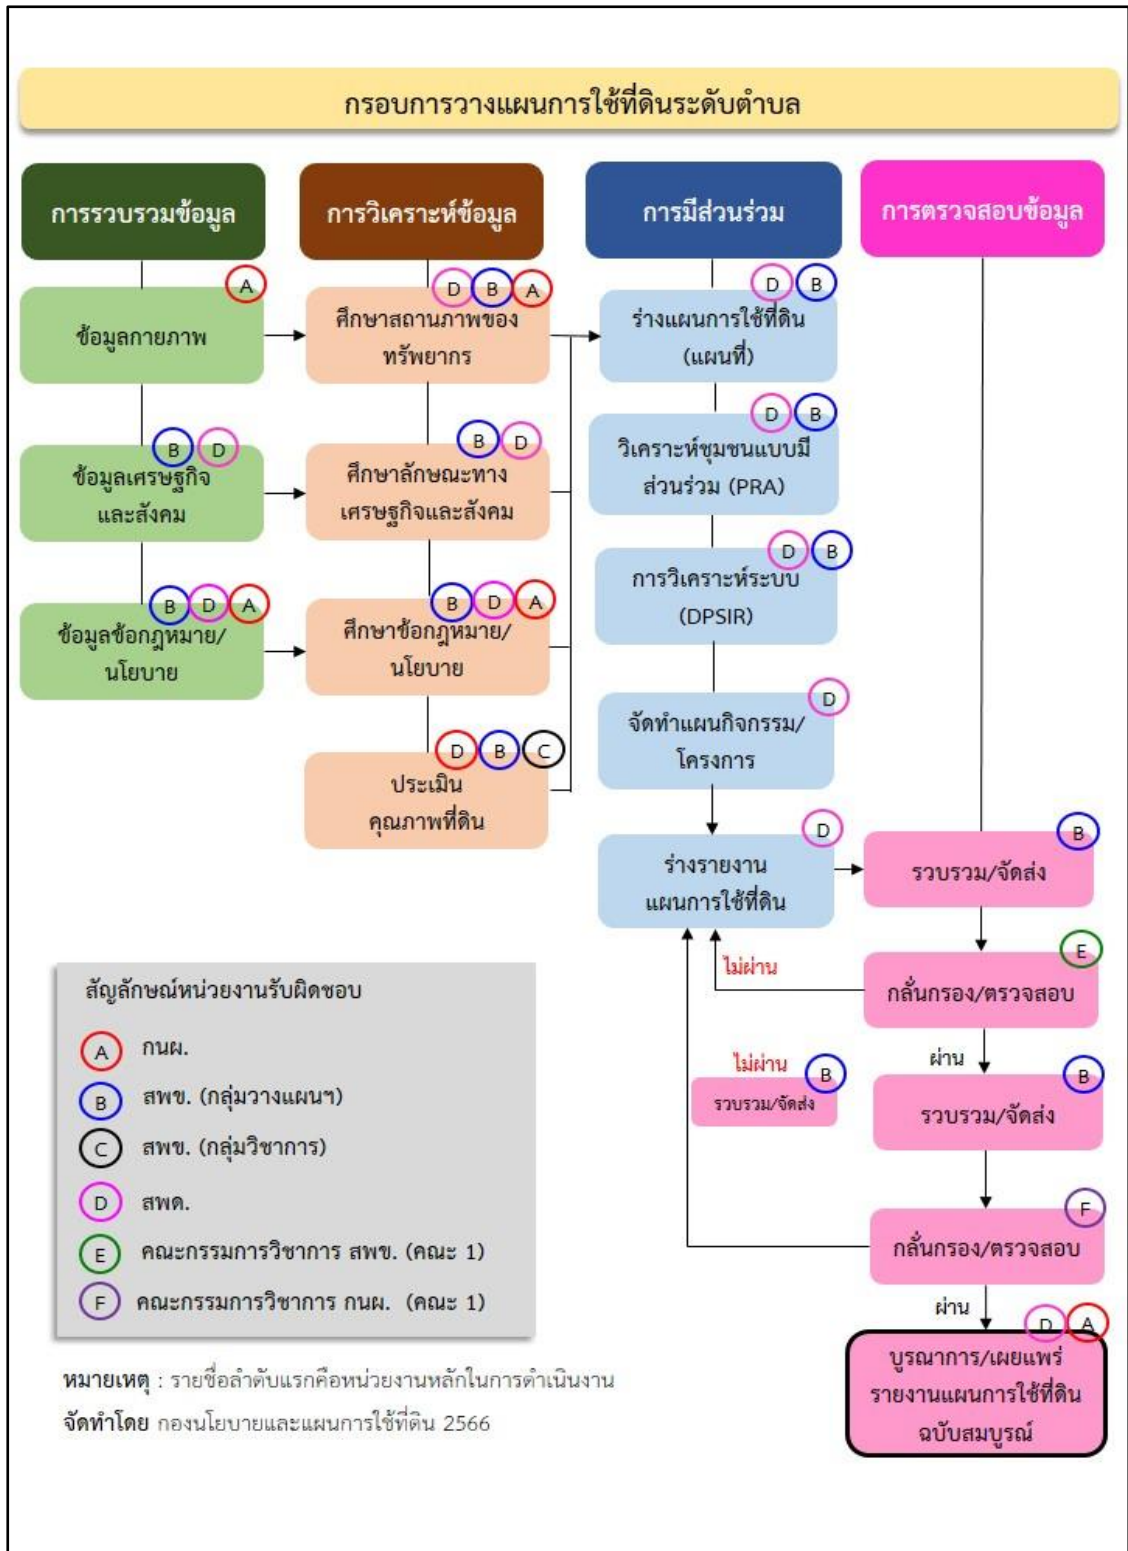 กรอบการวางแผนการใช้ที่ดินระดับตำบล
การรวบรวมข้อมูล
การวิเคราะห์ข้อมูล
การมีส่วนร่วม
การตรวจสอบข้อมูล
A
ข้อมูลกายภาพ
B D
ข้อมูลเศรษฐกิจ
และสังคม
B D A
ข้อมูลข้อกฎหมาย/
นโยบาย
D B A
ศึกษาสถานภาพของ
ทรัพยากร
B D
ศึกษาลักษณะทาง
เศรษฐกิจและสังคม
B D A
ศึกษาข้อกฎหมาย/
นโยบาย
D B C
ประเมิน
คุณภาพที่ดิน
D B
ร่างแผนการใช้ที่ดิน
(แผนที่)
D B
วิเคราะห์ชุมชนแบบมี
ส่วนร่วม (PRA)
D B
การวิเคราะห์ระบบ
(DPSIR)
D
จัดทำแผนกิจกรรม/
โครงการ
D
ร่างรายงาน
แผนการใช้ที่ดิน
B
รวบรวม/จัดส่ง
E
กลั่นกรอง/ตรวจสอบ
ไม่ผ่าน
ผ่าน
B
รวบรวม/จัดส่ง
ไม่ผ่าน
B
รวบรวม/จัดส่ง
F
กลั่นกรอง/ตรวจสอบ
ผ่าน
D A
บูรณาการ/เผยแพร่
รายงานแผนการใช้ที่ดิน
ฉบับสมบูรณ์
สัญลักษณ์หน่วยงานรับผิดชอบ
A กนผ.
B สพข. (กลุ่มวางแผนฯ)
C สพข. (กลุ่มวิชาการ)
D สพด.
E คณะกรรมการวิชาการ สพข. (คณะ 1)
F คณะกรรมการวิชาการ กนผ. (คณะ 1)
หมายเหตุ : รายชื่อลำดับแรกคือหน่วยงานหลักในการดำเนินงาน
จัดทำโดย กองนโยบายและแผนการใช้ที่ดิน 2566